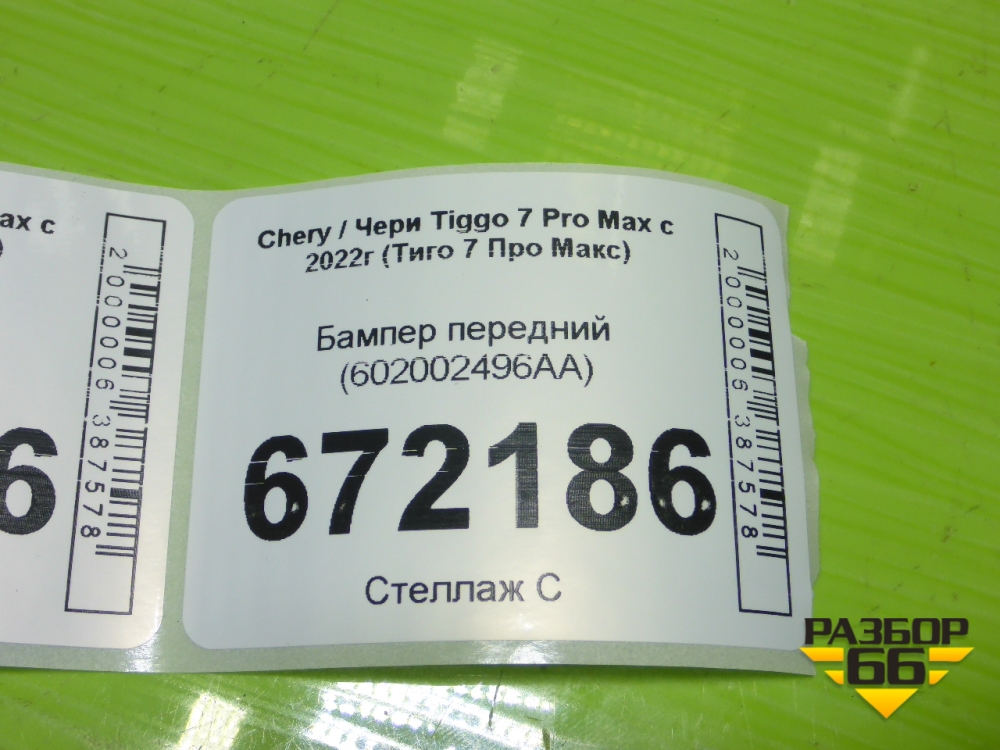 ах с
)
2000006387578
6
Chery / Чери Tiggo 7 Pro Max с
2022г (Тиго 7 Про Макс)
Бампер передний
(602002496AA)
672186
Стеллаж С
2000006387578
РАЗБОР
66